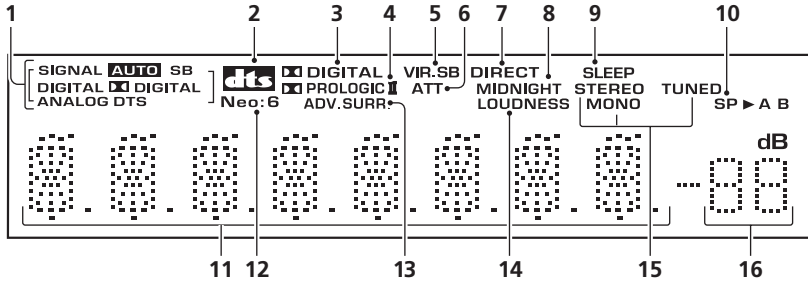 1 2 3 4 5 6 7 8 9 10
SIGNAL AUTO SB dts DIGITAL VIR.SB DIRECT SLEEP
DIGITAL DIGITAL PROLOGIC II ATT MIDNIGHT STEREO TUNED
ANALOG DTS Neo:6 ADV.SURR. LOUDNESS MONO SP ► A B
dB
11 12 13 14 15 16